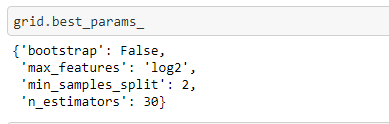 grid.best_params_
{'bootstrap': False,
'max_features': 'log2',
'min_samples_split': 2,
'n_estimators': 30}